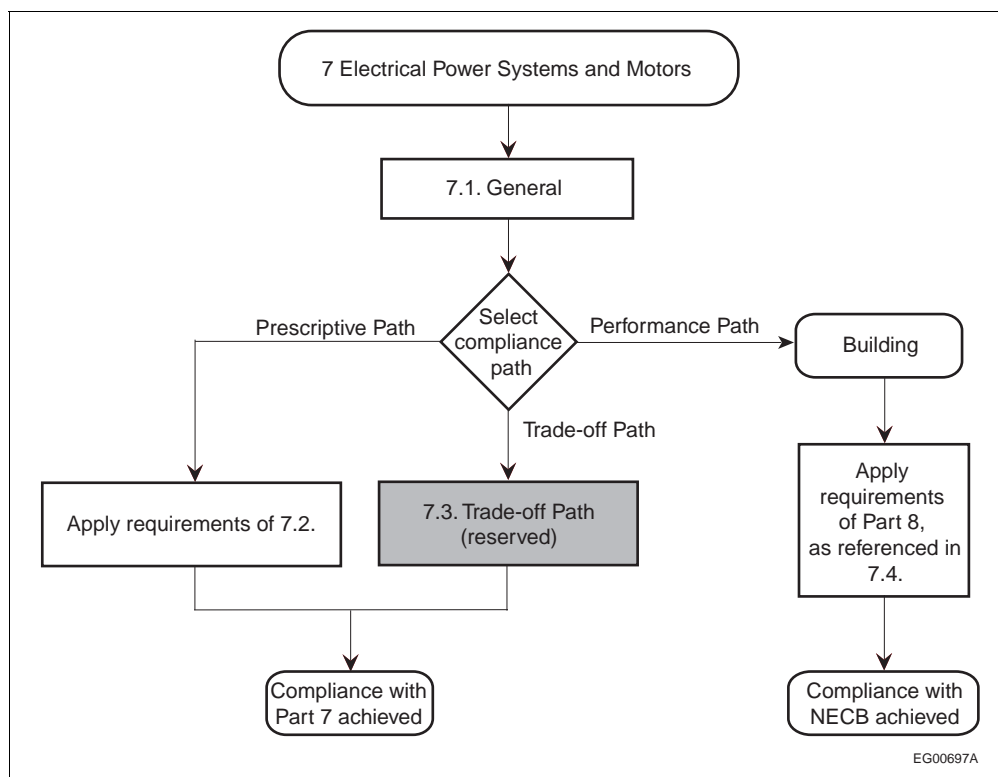 7 Electrical Power Systems and Motors
7.1. General
Select
compliance
path
Prescriptive Path
Performance Path
Trade-off Path
Building
Apply requirements of 7.2.
7.3. Trade-off Path
(reserved)
Apply
requirements
of Part 8,
as referenced in
7.4.
Compliance with
Part 7 achieved
Compliance with
NECB achieved
EG00697A